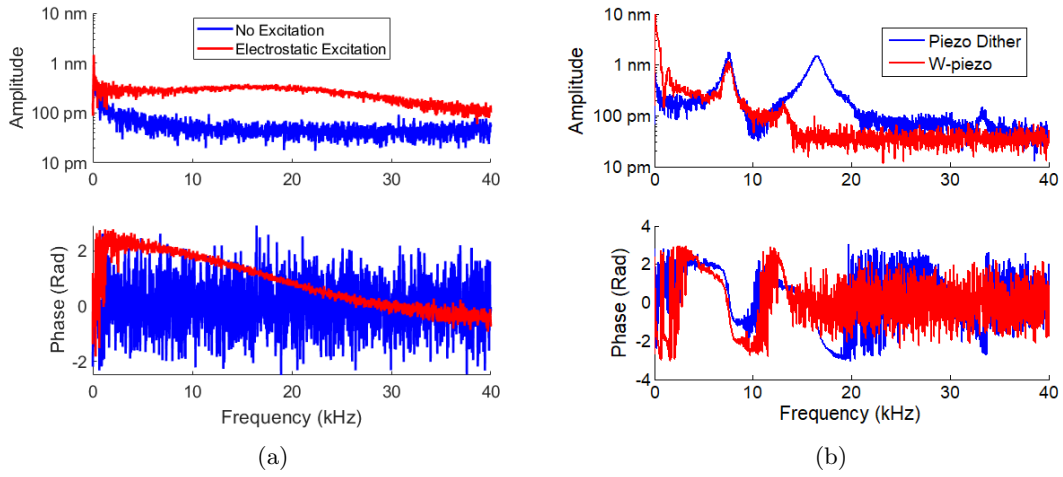 10 nm
1 nm
100 pm
10 pm
Amplitude
No Excitation
Electrostatic Excitation
0 10 20 30 40
2
0
-2
Phase (Rad)
0 10 20 30 40
Frequency (kHz)
(a)
10 nm
1 nm
100 pm
10 pm
Amplitude
Piezo Dither
W-piezo
0 10 20 30 40
4
2
0
-2
-4
Phase (Rad)
0 10 20 30 40
Frequency (kHz)
(b)